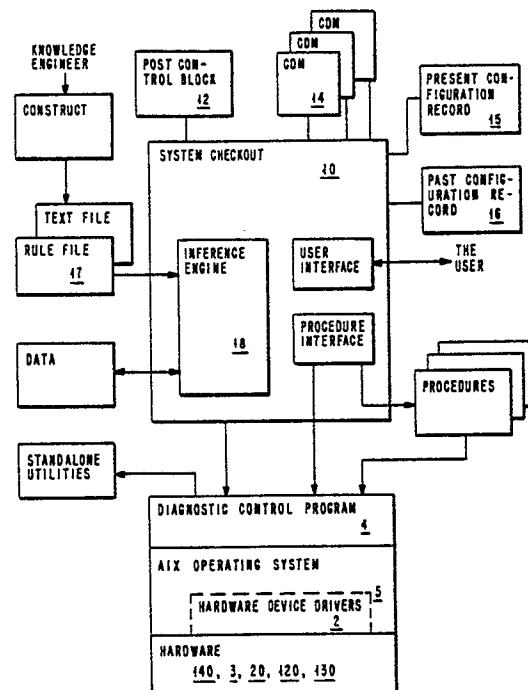 KNOWLEDGE
ENGINEER
CONSTRUCT
TEXT FILE
RULE FILE
17
DATA
STANDALONE
UTILITIES
POST CON-
TROL BLOCK
12
CDM
CDM
CDM
14
PRESENT CON-
FIGURATION
RECORD
15
PAST CONFIG-
URATION RE-
CORD
16
SYSTEM CHECKOUT
10
INFERENCE
ENGINE
18
USER
INTERFACE
THE
USER
PROCEDURE
INTERFACE
PROCEDURES
DIAGNOSTIC CONTROL PROGRAM
4
AIX OPERATING SYSTEM
5
HARDWARE DEVICE DRIVERS
2
HARDWARE
140, 3, 20, 120, 130